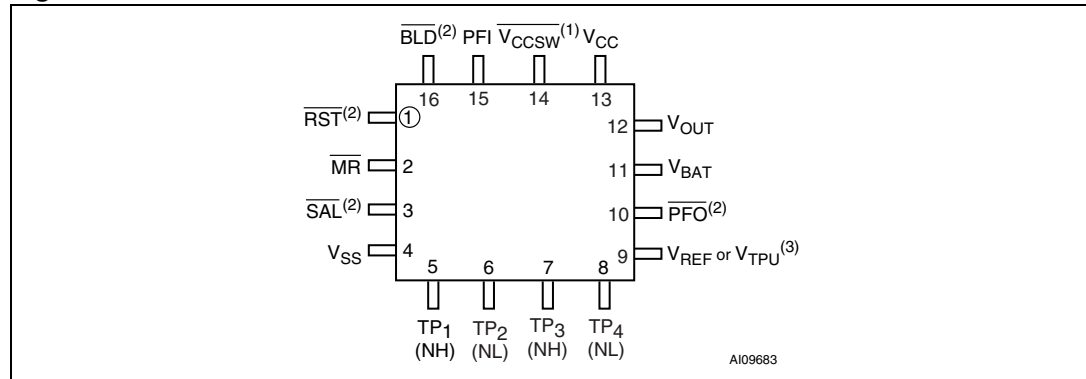 BLD(2) PFI VCCSW(1) VCC
16 15 14 13
RST(2) 1 12 VOUT
MR 2 11 VBAT
SAL(2) 3 10 PFO(2)
VSS 4 9 VREF or VTPU(3)
5 6 7 8
TP1 TP2 TP3 TP4
(NH) (NL) (NH) (NL)
AI09683